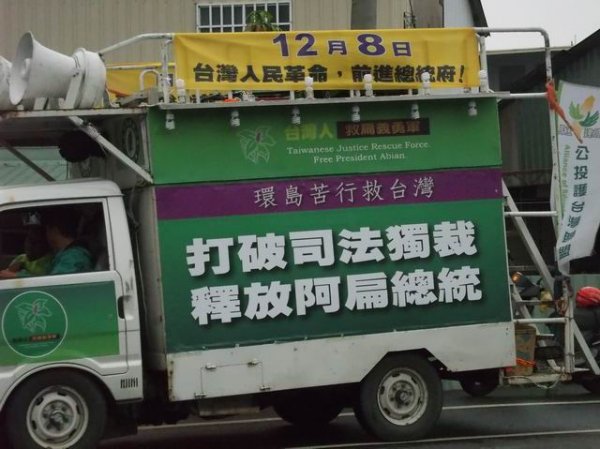 12月8日
台灣人民革命，前進總統府!
台灣人 救扁義勇軍
Taiwanese Justice Rescue Force
Free President Abian.
環島苦行救台灣
打破司法獨裁
釋放阿扁總統